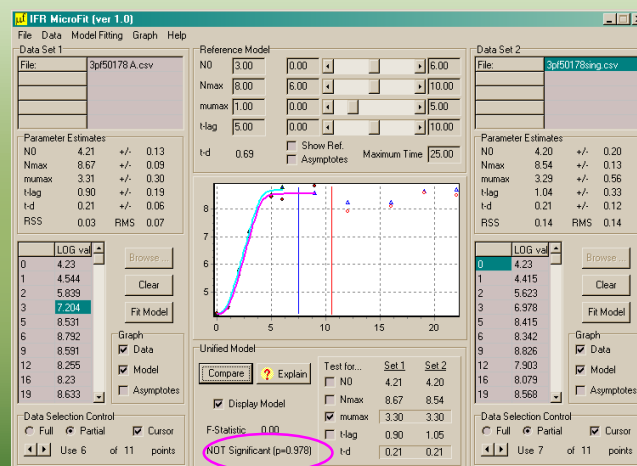 IFR MicroFit (ver 1.0)
File Data Model Fitting Graph Help
Data Set 1
File: 3pf50178 A.csv
Parameter Estimates
N0 4.21 +/- 0.13
Nmax 8.67 +/- 0.09
mumax 3.31 +/- 0.30
t-lag 0.90 +/- 0.19
t-d 0.21 +/- 0.06
RSS 0.03 RMS 0.07
LOG val
0 4.23
1 4.544
2 5.839
3 7.204
5 8.531
6 8.792
9 8.591
12 8.255
16 8.23
19 8.633
Browse ...
Clear
Fit Model
Graph
Data
Model
Asymptotes
Data Selection Control
Full Partial Cursor
Use 6 of 11 points
Reference Model
N0 3.00 0.00 6.00
Nmax 8.00 6.00 10.00
mumax 1.00 0.00 5.00
t-lag 5.00 0.00 10.00
t-d 0.69 Show Ref. Asymptotes Maximum Time 25.00
8
7
6
5
0 5 10 15 20
Unified Model
Compare Explain
Display Model
F-Statistic 0.00
NOT Significant (p=0.978)
Test for... Set 1 Set 2
N0 4.21 4.20
Nmax 8.67 8.54
mumax 3.30 3.30
t-lag 0.90 1.05
t-d 0.21 0.21
Data Set 2
File: 3pf50178sing.csv
Parameter Estimates
N0 4.20 +/- 0.20
Nmax 8.54 +/- 0.13
mumax 3.29 +/- 0.56
t-lag 1.04 +/- 0.33
t-d 0.21 +/- 0.12
RSS 0.14 RMS 0.14
LOG val
0 4.23
1 4.415
2 5.623
3 6.978
5 8.415
6 8.342
9 8.826
12 7.903
16 8.079
19 8.568
Browse ...
Clear
Fit Model
Graph
Data
Model
Asymptotes
Data Selection Control
Full Partial Cursor
Use 7 of 11 points